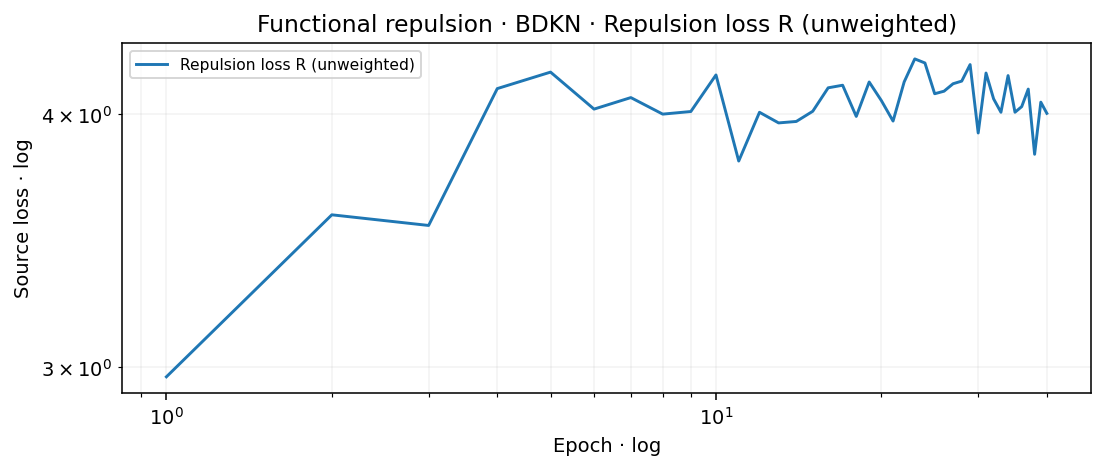 Functional repulsion · BDKN · Repulsion loss R (unweighted)
Repulsion loss R (unweighted)
Source loss · log
4 × 10⁰
3 × 10⁰
10⁰ 10¹
Epoch · log